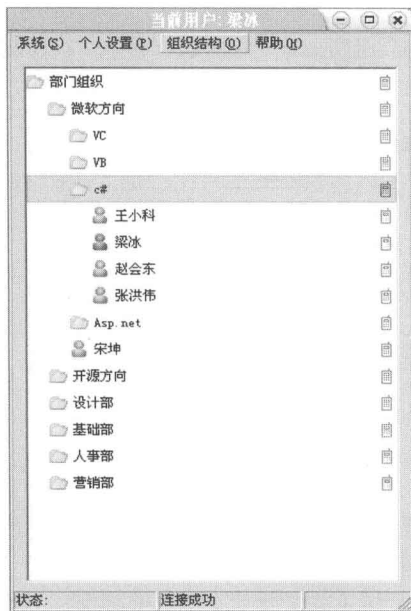 当前用户: 梁冰
系统(S) 个人设置(P) 组织结构(O) 帮助(H)
部门组织
微软方向
VC
VB
c#
王小科
梁冰
赵会东
张洪伟
Asp.net
宋坤
开源方向
设计部
基础部
人事部
营销部
状态: 连接成功